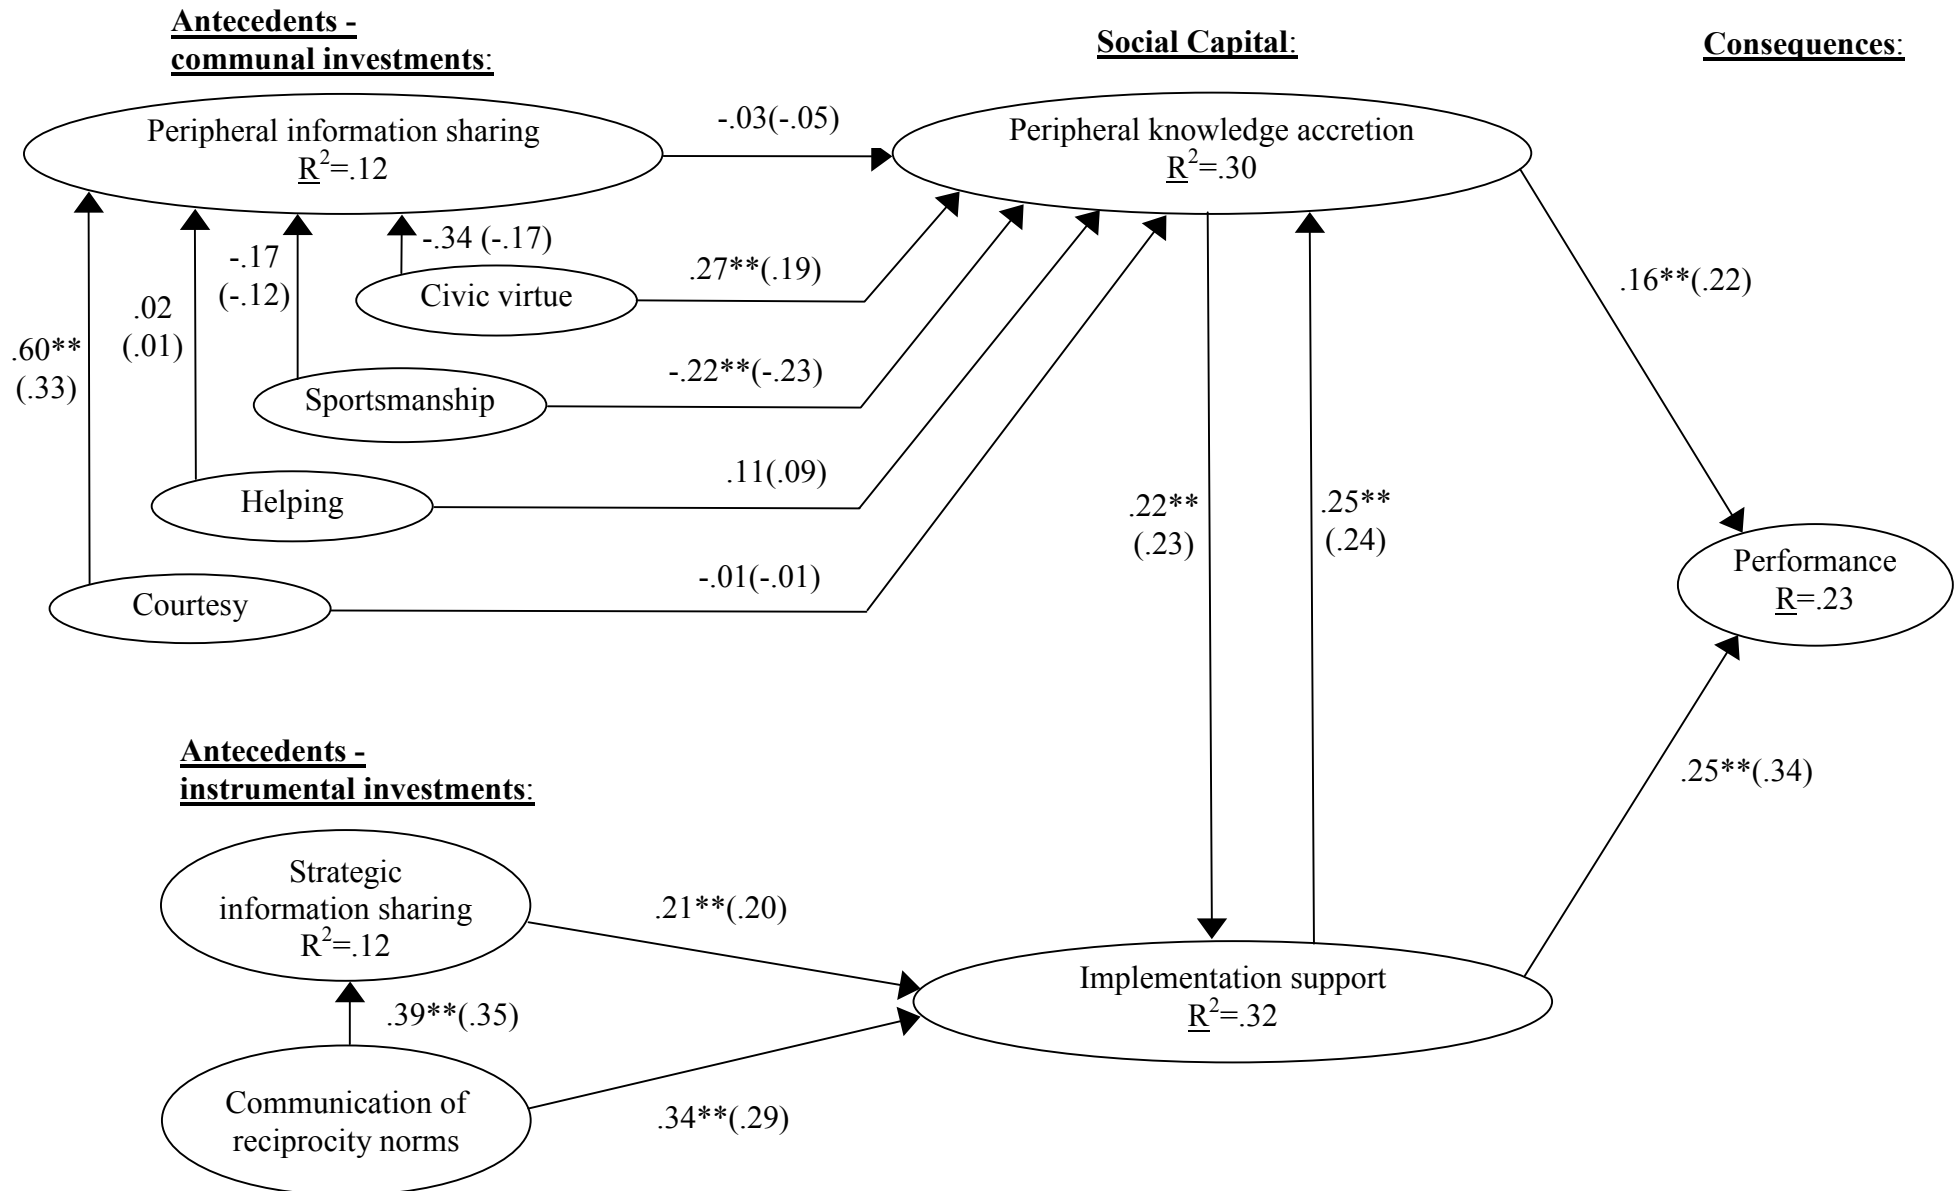 Antecedents -
communal investments:
Social Capital:
Consequences:
Peripheral information sharing
R²=.12
-.03(-.05)
Peripheral knowledge accretion
R²=.30
-.34 (-.17)
-.17
(-.12)
.02
(.01)
.60**
(.33)
Civic virtue
.27**(.19)
.16**(.22)
Sportsmanship
-.22**(-.23)
Helping
.11(.09)
.22**
(.23)
.25**
(.24)
Courtesy
-.01(-.01)
Performance
R=.23
Antecedents -
instrumental investments:
.25**(.34)
Strategic
information sharing
R²=.12
.21**(.20)
Implementation support
R²=.32
.39**(.35)
Communication of
reciprocity norms
.34**(.29)